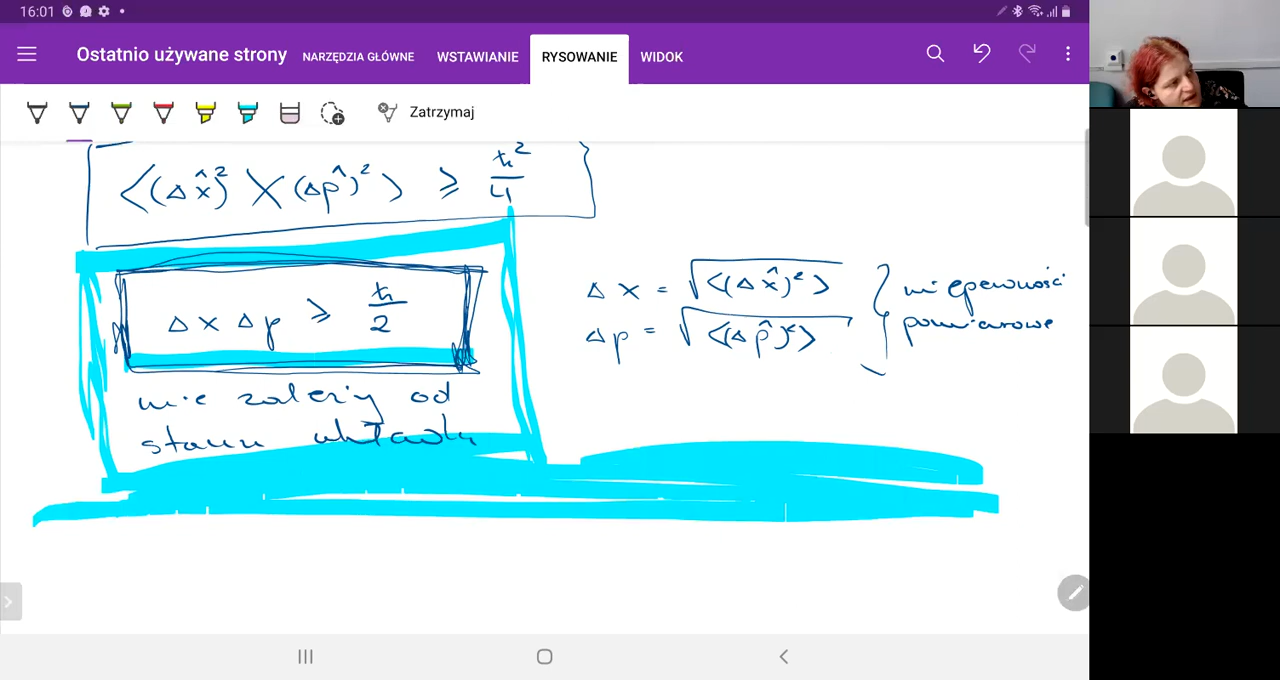 16:01
Ostatnio używane strony NARZĘDZIA GŁÓWNE WSTAWIANIE RYSOWANIE WIDOK
Zatrzymaj
⟨(Δx̂)²⟩⟨(Δp̂)²⟩ ≥ ħ²/4
Δx Δp ≥ ħ/2
nie zależy od
stanu układu
Δx = √⟨(Δx̂)²⟩
Δp = √⟨(Δp̂)²⟩
niepewności
pomiarowe